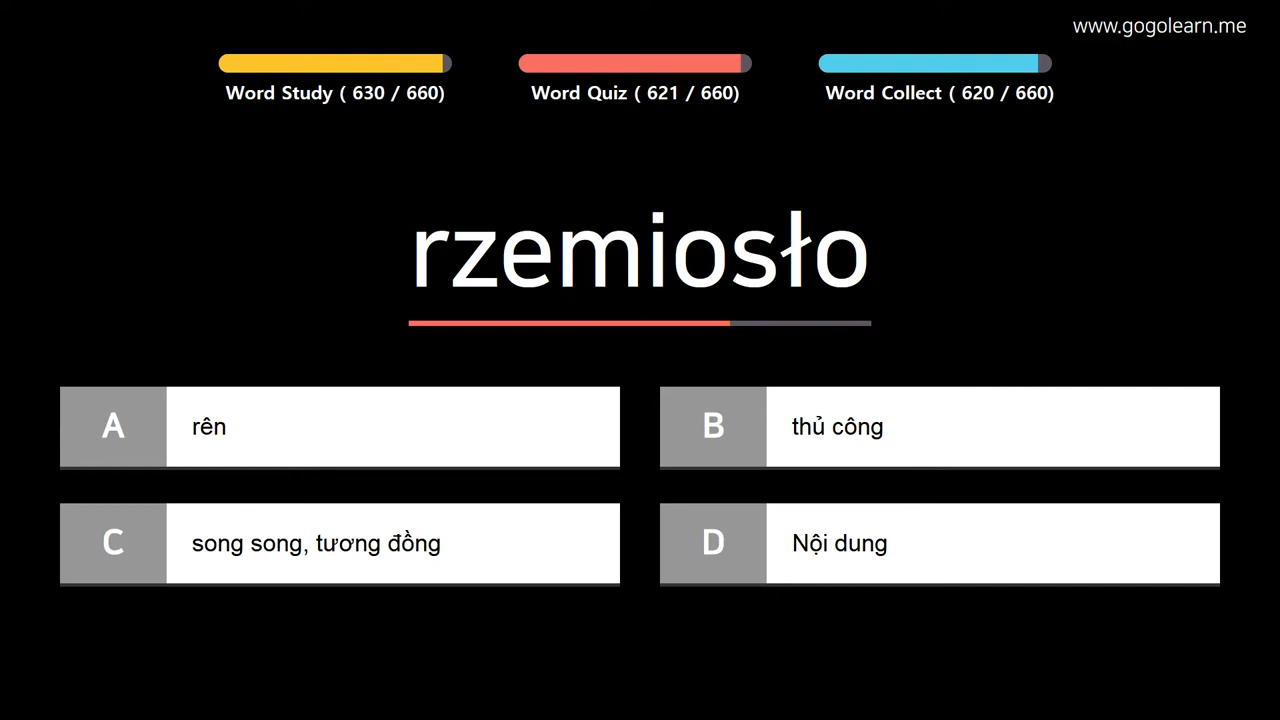 www.gogolearn.me
Word Study ( 630 / 660)
Word Quiz ( 621 / 660)
Word Collect ( 620 / 660)
rzemiosło
A
rên
B
thủ công
C
song song, tương đồng
D
Nội dung